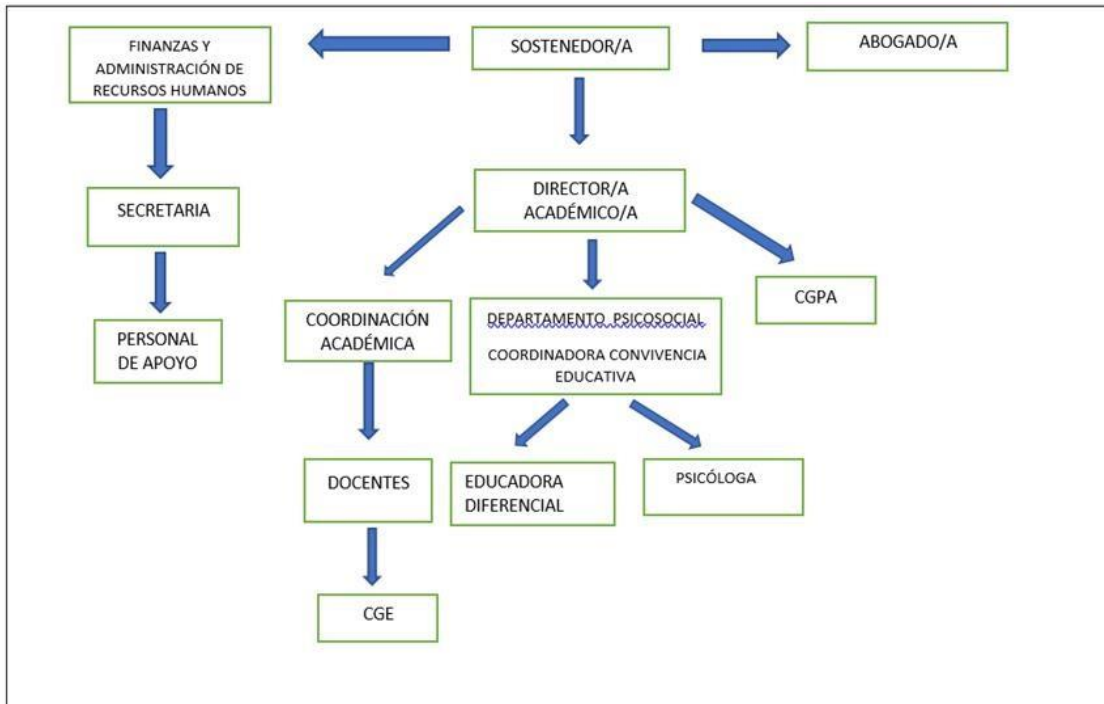 FINANZAS Y
ADMINISTRACIÓN DE
RECURSOS HUMANOS
SOSTENEDOR/A
ABOGADO/A
SECRETARIA
DIRECTOR/A
ACADÉMICO/A
CGPA
PERSONAL
DE APOYO
COORDINACIÓN
ACADÉMICA
DEPARTAMENTO PSICOSOCIAL
COORDINADORA CONVIVENCIA
EDUCATIVA
DOCENTES
EDUCADORA
DIFERENCIAL
PSICÓLOGA
CGE